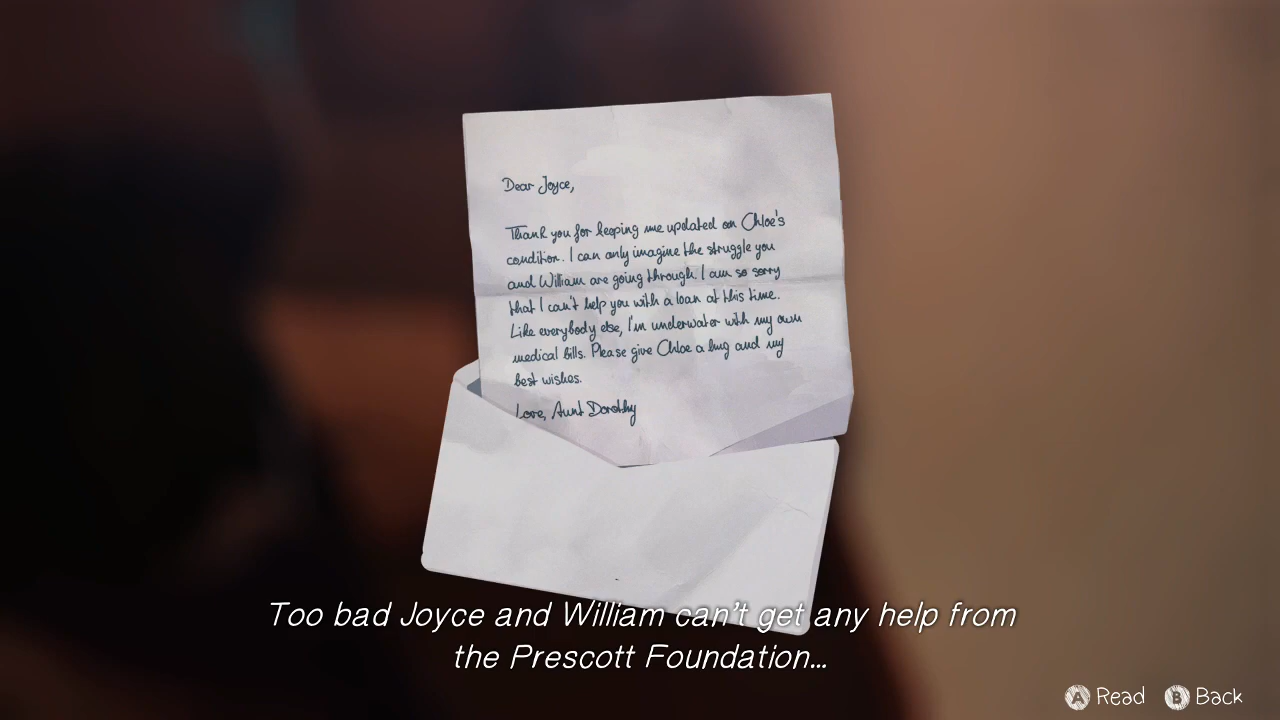 Dear Joyce,
Thank you for keeping me updated on Chloe's
condition. I can only imagine the struggle you
and William are going through. I am so sorry
that I can't help you with a loan at this time.
Like everybody else, I'm underwater with my own
medical bills. Please give Chloe a hug and my
best wishes.
Love, Aunt Dorothy
Too bad Joyce and William can't get any help from
the Prescott Foundation...
A Read B Back